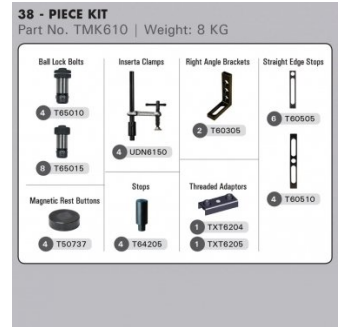 38 - PIECE KIT
Part No. TMK610 | Weight: 8 KG
Ball Lock Bolts
Inserta Clamps
Right Angle Brackets
Straight Edge Stops
4 T65010
8 T65015
4 UDN6150
2 T60305
6 T60505
4 T60510
Magnetic Rest Buttons
Stops
Threaded Adaptors
4 T50737
4 T64205
1 TXT6204
1 TXT6205